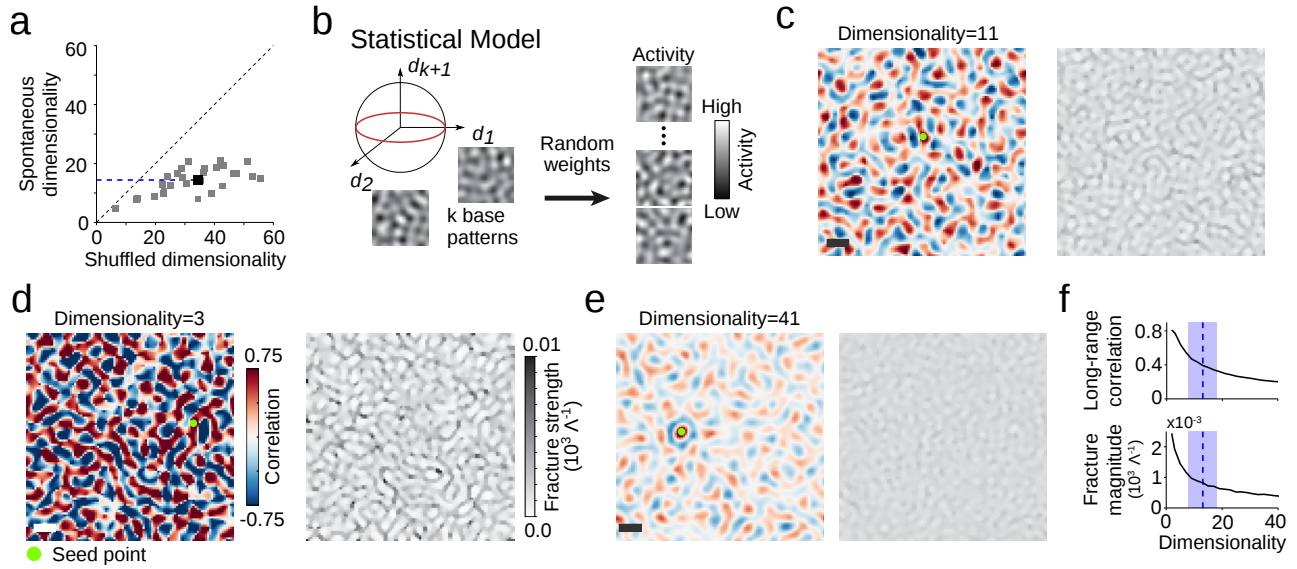 a
60
40
20
0
Spontaneous
dimensionality
0
20
40
60
Shuffled dimensionality
b
Statistical Model
d_{k+1}
d_1
d_2
k base
patterns
Random
weights
Activity
High
Low
Activity
c
Dimensionality=11
d
Dimensionality=3
0.75
Correlation
-0.75
Seed point
0.01
Fracture strength
(10³ Λ⁻¹)
0.0
e
Dimensionality=41
f
Long-range
correlation
0.8
0.4
0
x10⁻³
Fracture
magnitude
(10³ Λ⁻¹)
2
1
0
0
20
40
Dimensionality